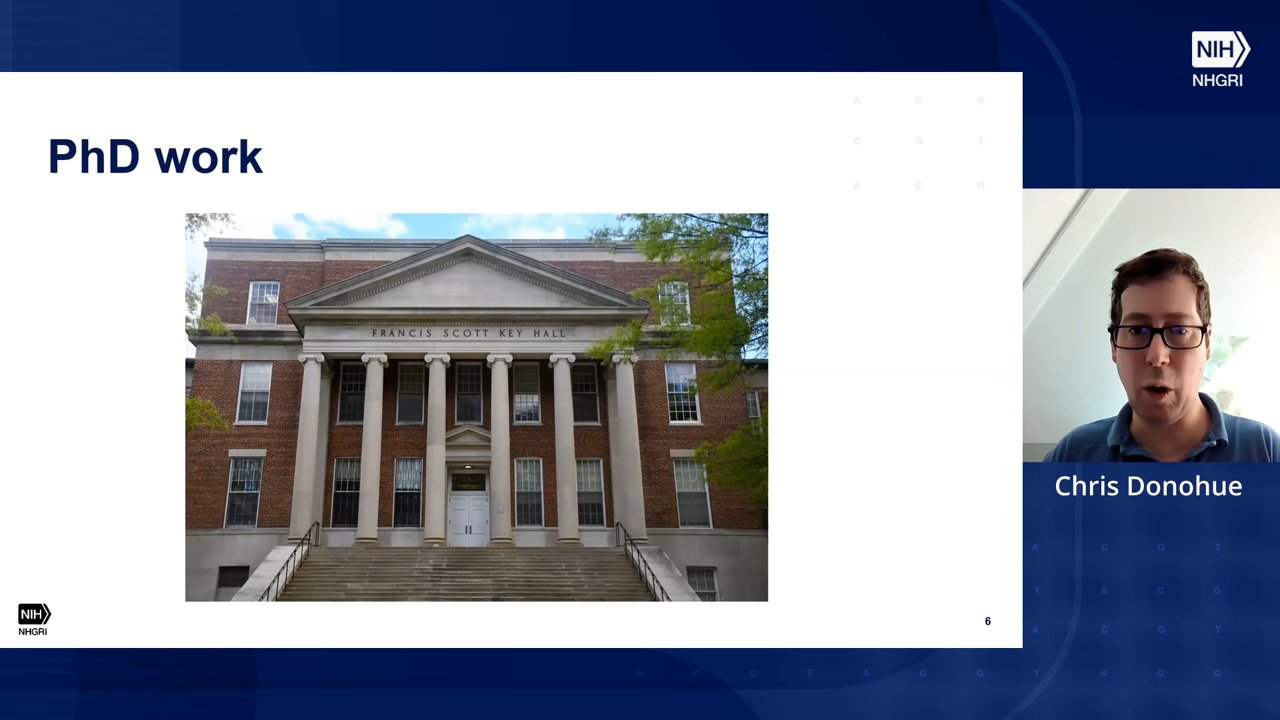 NIH
NHGRI
A C G
C G T
A C G
PhD work
FRANCIS SCOTT KEY HALL
Chris Donohue
A C G T
A C G T
A C G T
NIH
NHGRI
6
A C G T A C G T A C G